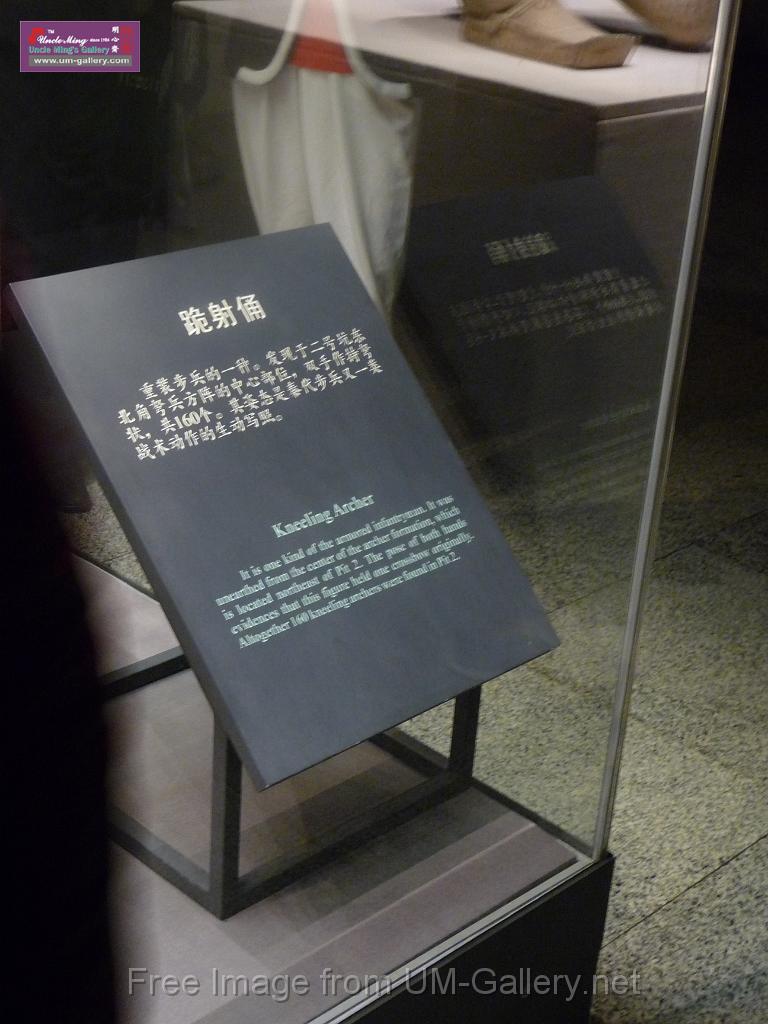 Uncle Ming since 1984
Uncle Ming's Gallery
www.um-gallery.com
跪射俑
重装步兵的一种。发现于二号坑东
北角弩兵方阵的中心部位，双手作持弩
状，共160个。其姿态是秦代步兵又一类
战术动作的生动写照。
Kneeling Archer
It is one kind of the armored infantryman. It was
unearthed from the center of the archer formation, which
is located northeast of Pit 2. The pose of both hands
evidences that this figure held one crossbow originally.
Altogether 160 kneeling archers were found in Pit 2.
Free Image from UM-Gallery.net